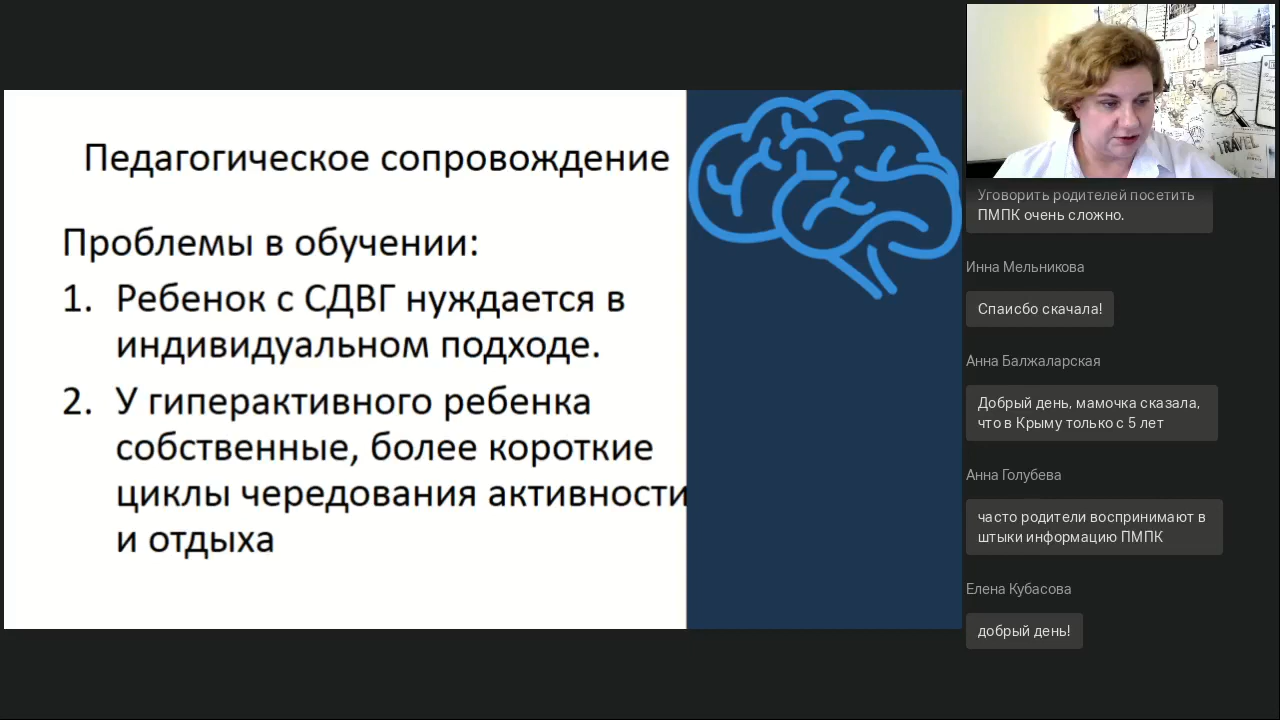 Педагогическое сопровождение
Проблемы в обучении:
1. Ребенок с СДВГ нуждается в
индивидуальном подходе.
2. У гиперактивного ребенка
собственные, более короткие
циклы чередования активности
и отдыха
TRAVEL
Уговорить родителей посетить
ПМПК очень сложно.
Инна Мельникова
Спаисбо скачала!
Анна Балжаларская
Добрый день, мамочка сказала,
что в Крыму только с 5 лет
Анна Голубева
часто родители воспринимают в
штыки информацию ПМПК
Елена Кубасова
добрый день!